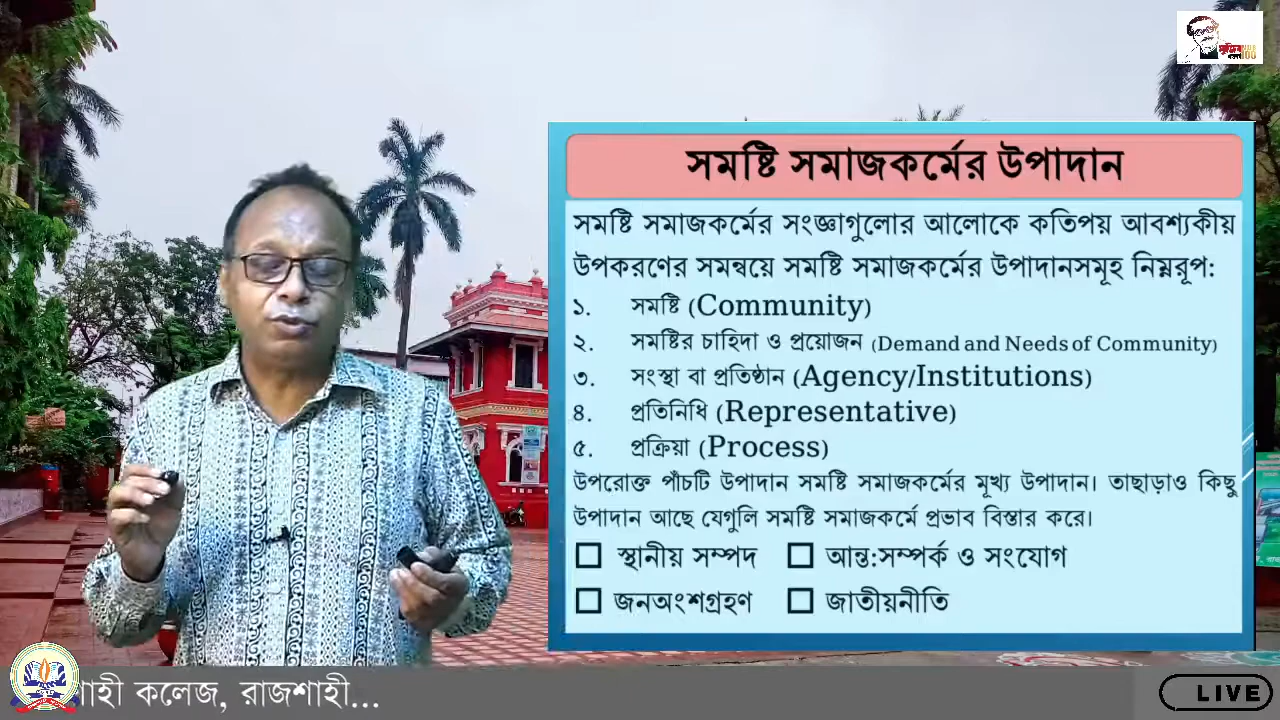 সমষ্টি সমাজকর্মের উপাদান
সমষ্টি সমাজকর্মের সংজ্ঞাগুলোর আলোকে কতিপয় আবশ্যকীয়
উপকরণের সমন্বয়ে সমষ্টি সমাজকর্মের উপাদানসমূহ নিম্নরূপ:
১. সমষ্টি (Community)
২. সমষ্টির চাহিদা ও প্রয়োজন (Demand and Needs of Community)
৩. সংস্থা বা প্রতিষ্ঠান (Agency/Institutions)
৪. প্রতিনিধি (Representative)
৫. প্রক্রিয়া (Process)
উপরোক্ত পাঁচটি উপাদান সমষ্টি সমাজকর্মের মূখ্য উপাদান। তাছাড়াও কিছু
উপাদান আছে যেগুলি সমষ্টি সমাজকর্মে প্রভাব বিস্তার করে।
☐ স্থানীয় সম্পদ ☐ আন্ত:সম্পর্ক ও সংযোগ
☐ জনঅংশগ্রহণ ☐ জাতীয়নীতি
কলেজ, রাজশাহী...
LIVE